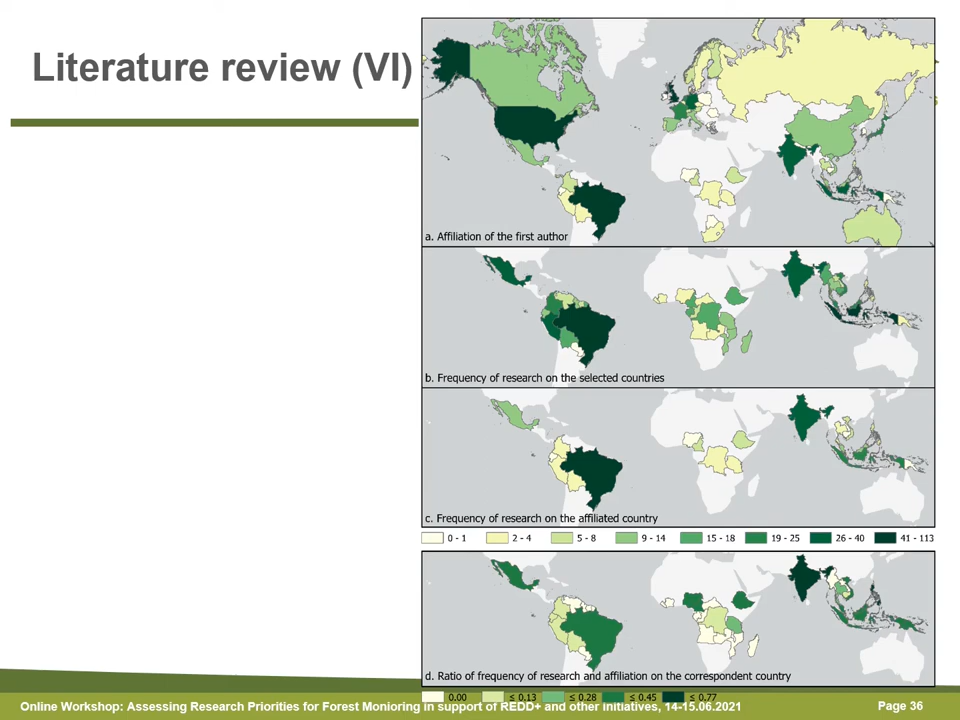 Literature review (VI)
s
a. Affiliation of the first author
b. Frequency of research on the selected countries
c. Frequency of research on the affiliated country
0 - 1 2 - 4 5 - 8 9 - 14 15 - 18 19 - 25 26 - 40 41 - 113
d. Ratio of frequency of research and affiliation on the correspondent country
0.00 ≤ 0.13 ≤ 0.28 ≤ 0.45 ≤ 0.77
Online Workshop: Assessing Research Priorities for Forest Monioring in support of REDD+ and other initiatives, 14-15.06.2021
Page 36